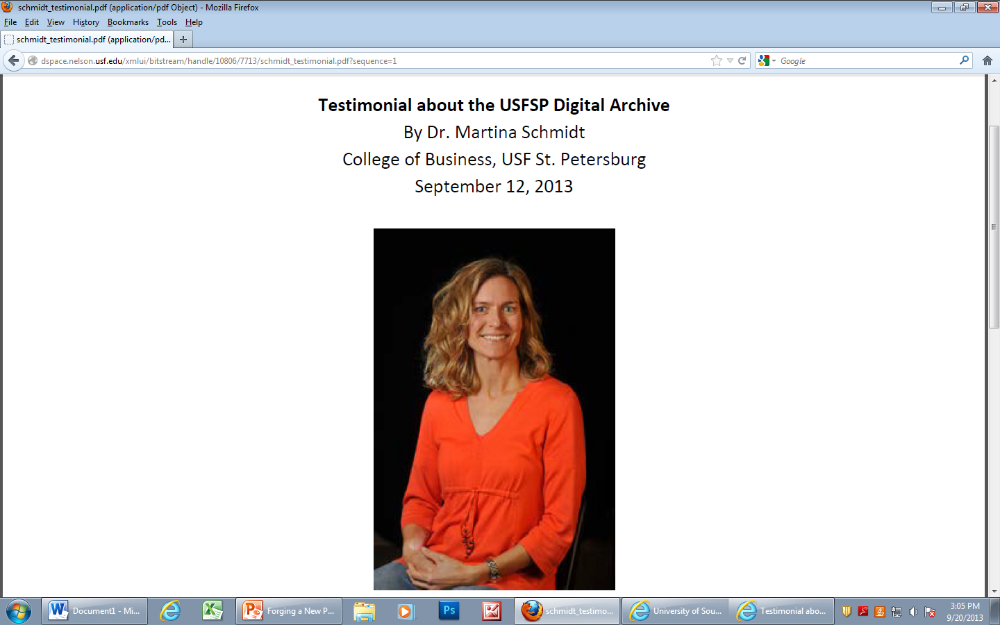 schmidt_testimonial.pdf (application/pdf Object) - Mozilla Firefox
File Edit View History Bookmarks Tools Help
schmidt_testimonial.pdf (application/pd...
dspace.nelson.usf.edu/xmlui/bitstream/handle/10806/7713/schmidt_testimonial.pdf?sequence=1
Google
Testimonial about the USFSP Digital Archive
By Dr. Martina Schmidt
College of Business, USF St. Petersburg
September 12, 2013
Document1 - Mi...
Forging a New P...
Ps
schmidt_testimo...
University of Sou...
Testimonial abo...
3:05 PM
9/20/2013